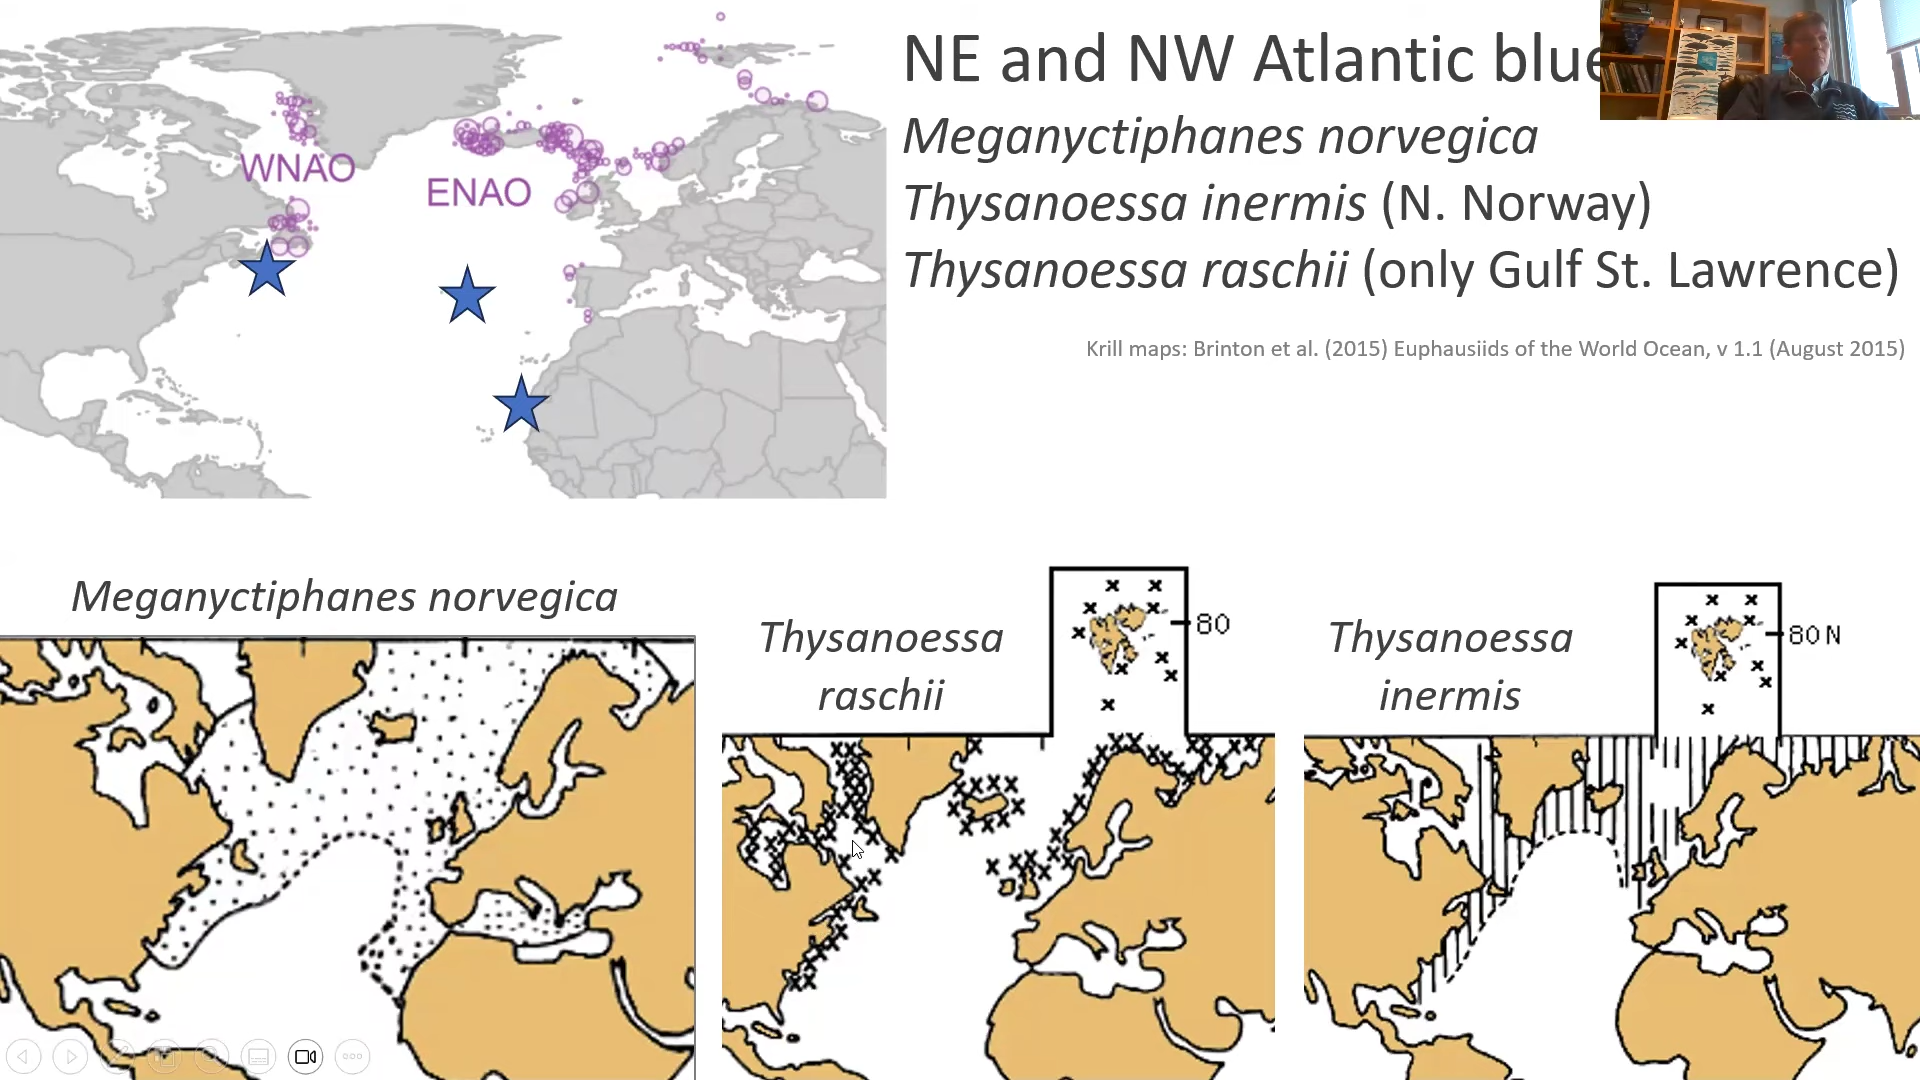 NE and NW Atlantic blue
Meganyctiphanes norvegica
Thysanoessa inermis (N. Norway)
Thysanoessa raschii (only Gulf St. Lawrence)
Krill maps: Brinton et al. (2015) Euphausiids of the World Ocean, v 1.1 (August 2015)
WNAO
ENAO
Meganyctiphanes norvegica
Thysanoessa
raschii
80
Thysanoessa
inermis
80 N